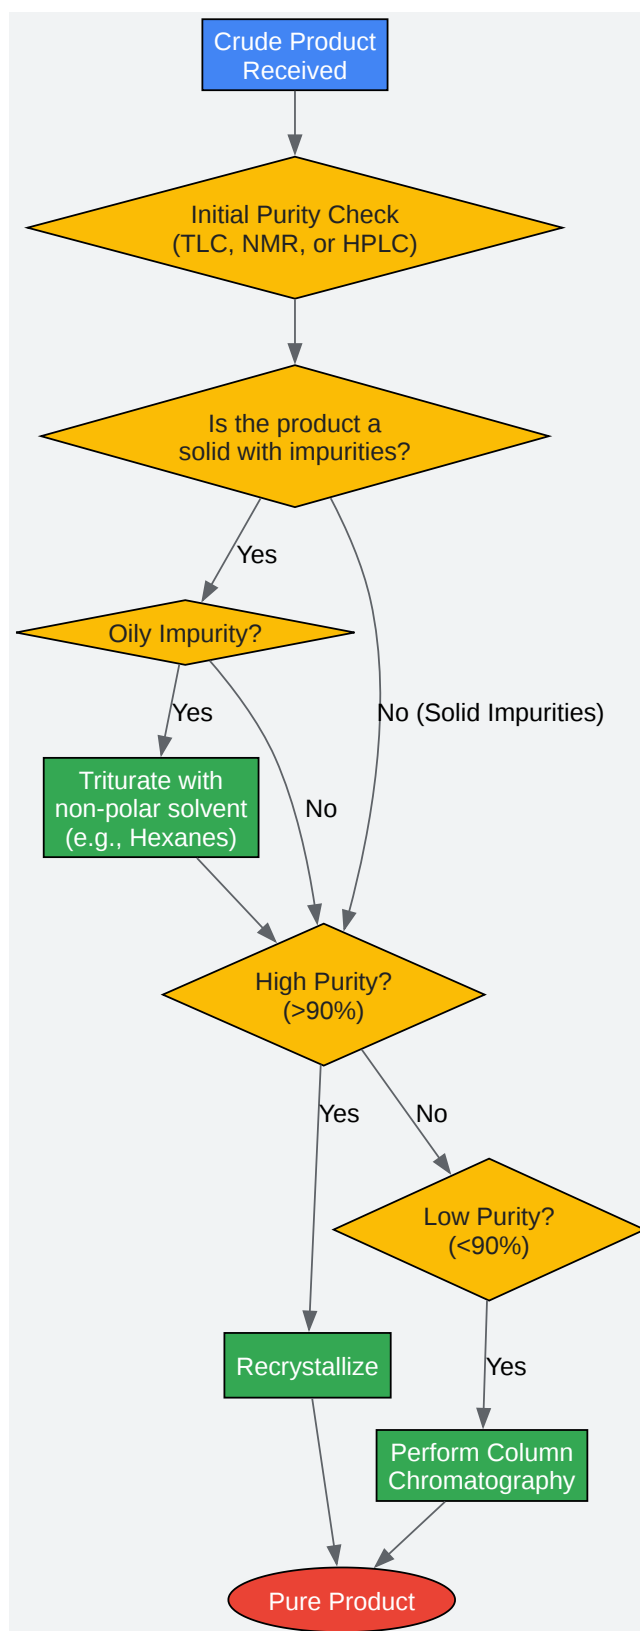 Crude Product
Received
Initial Purity Check
(TLC, NMR, or HPLC)
Is the product a
solid with impurities?
Yes
Oily Impurity?
Yes
No (Solid Impurities)
Triturate with
non-polar solvent
(e.g., Hexanes)
No
High Purity?
(>90%)
Yes
No
Low Purity?
(<90%)
Recrystallize
Yes
Perform Column
Chromatography
Pure Product